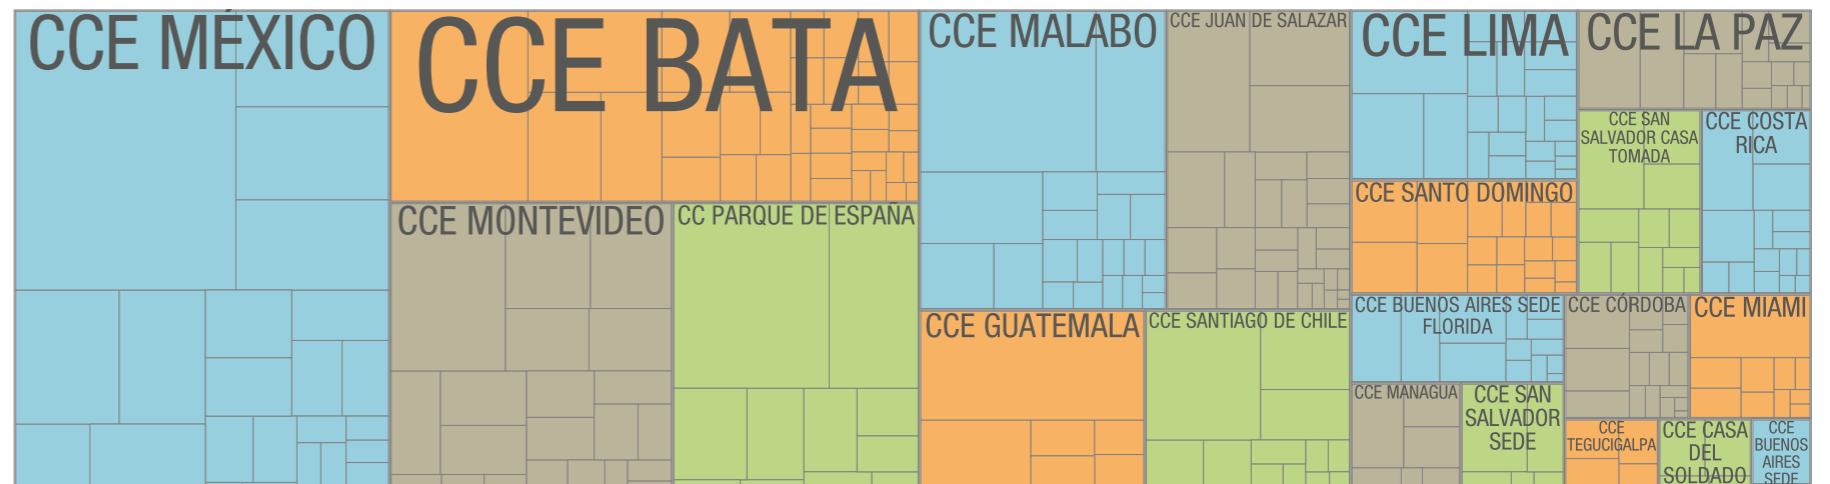 CCE MÉXICO
CCE BATA
CCE MALABO
CCE JUAN DE SALAZAR
CCE LIMA
CCE LA PAZ
CCE SAN
SALVADOR CASA
TOMADA
CCE COSTA
RICA
CCE SANTO DOMINGO
CCE MONTEVIDEO
CC PARQUE DE ESPAÑA
CCE GUATEMALA
CCE SANTIAGO DE CHILE
CCE BUENOS AIRES SEDE
FLORIDA
CCE CÓRDOBA
CCE MIAMI
CCE MANAGUA
CCE SAN
SALVADOR
SEDE
CCE
TEGUCIGALPA
CCE CASA
DEL
SOLDADO
CCE
BUENOS
AIRES
SEDE